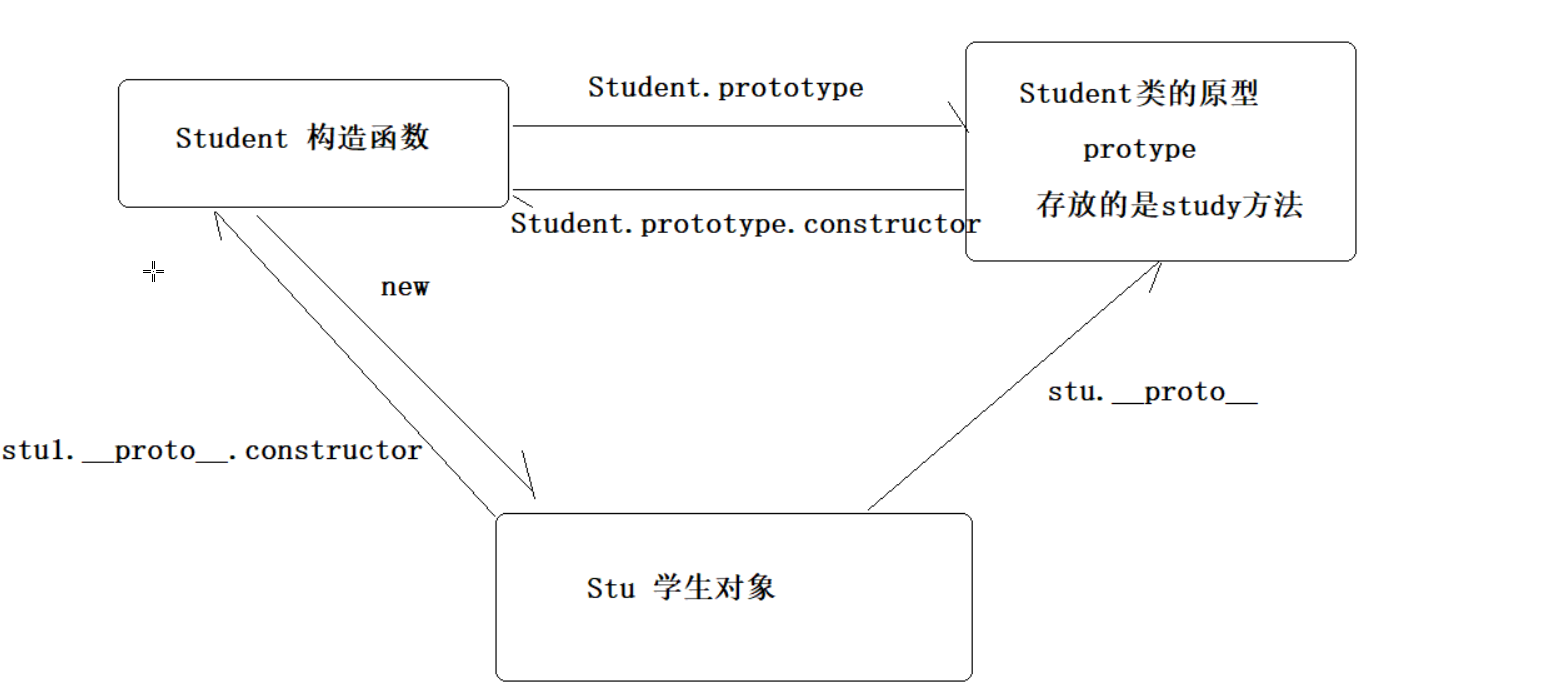 Student.prototype
Student类的原型
Student 构造函数
protype
存放的是study方法
Student.prototype.constructor
new
stu.__proto__
stu1.__proto__.constructor
Stu 学生对象